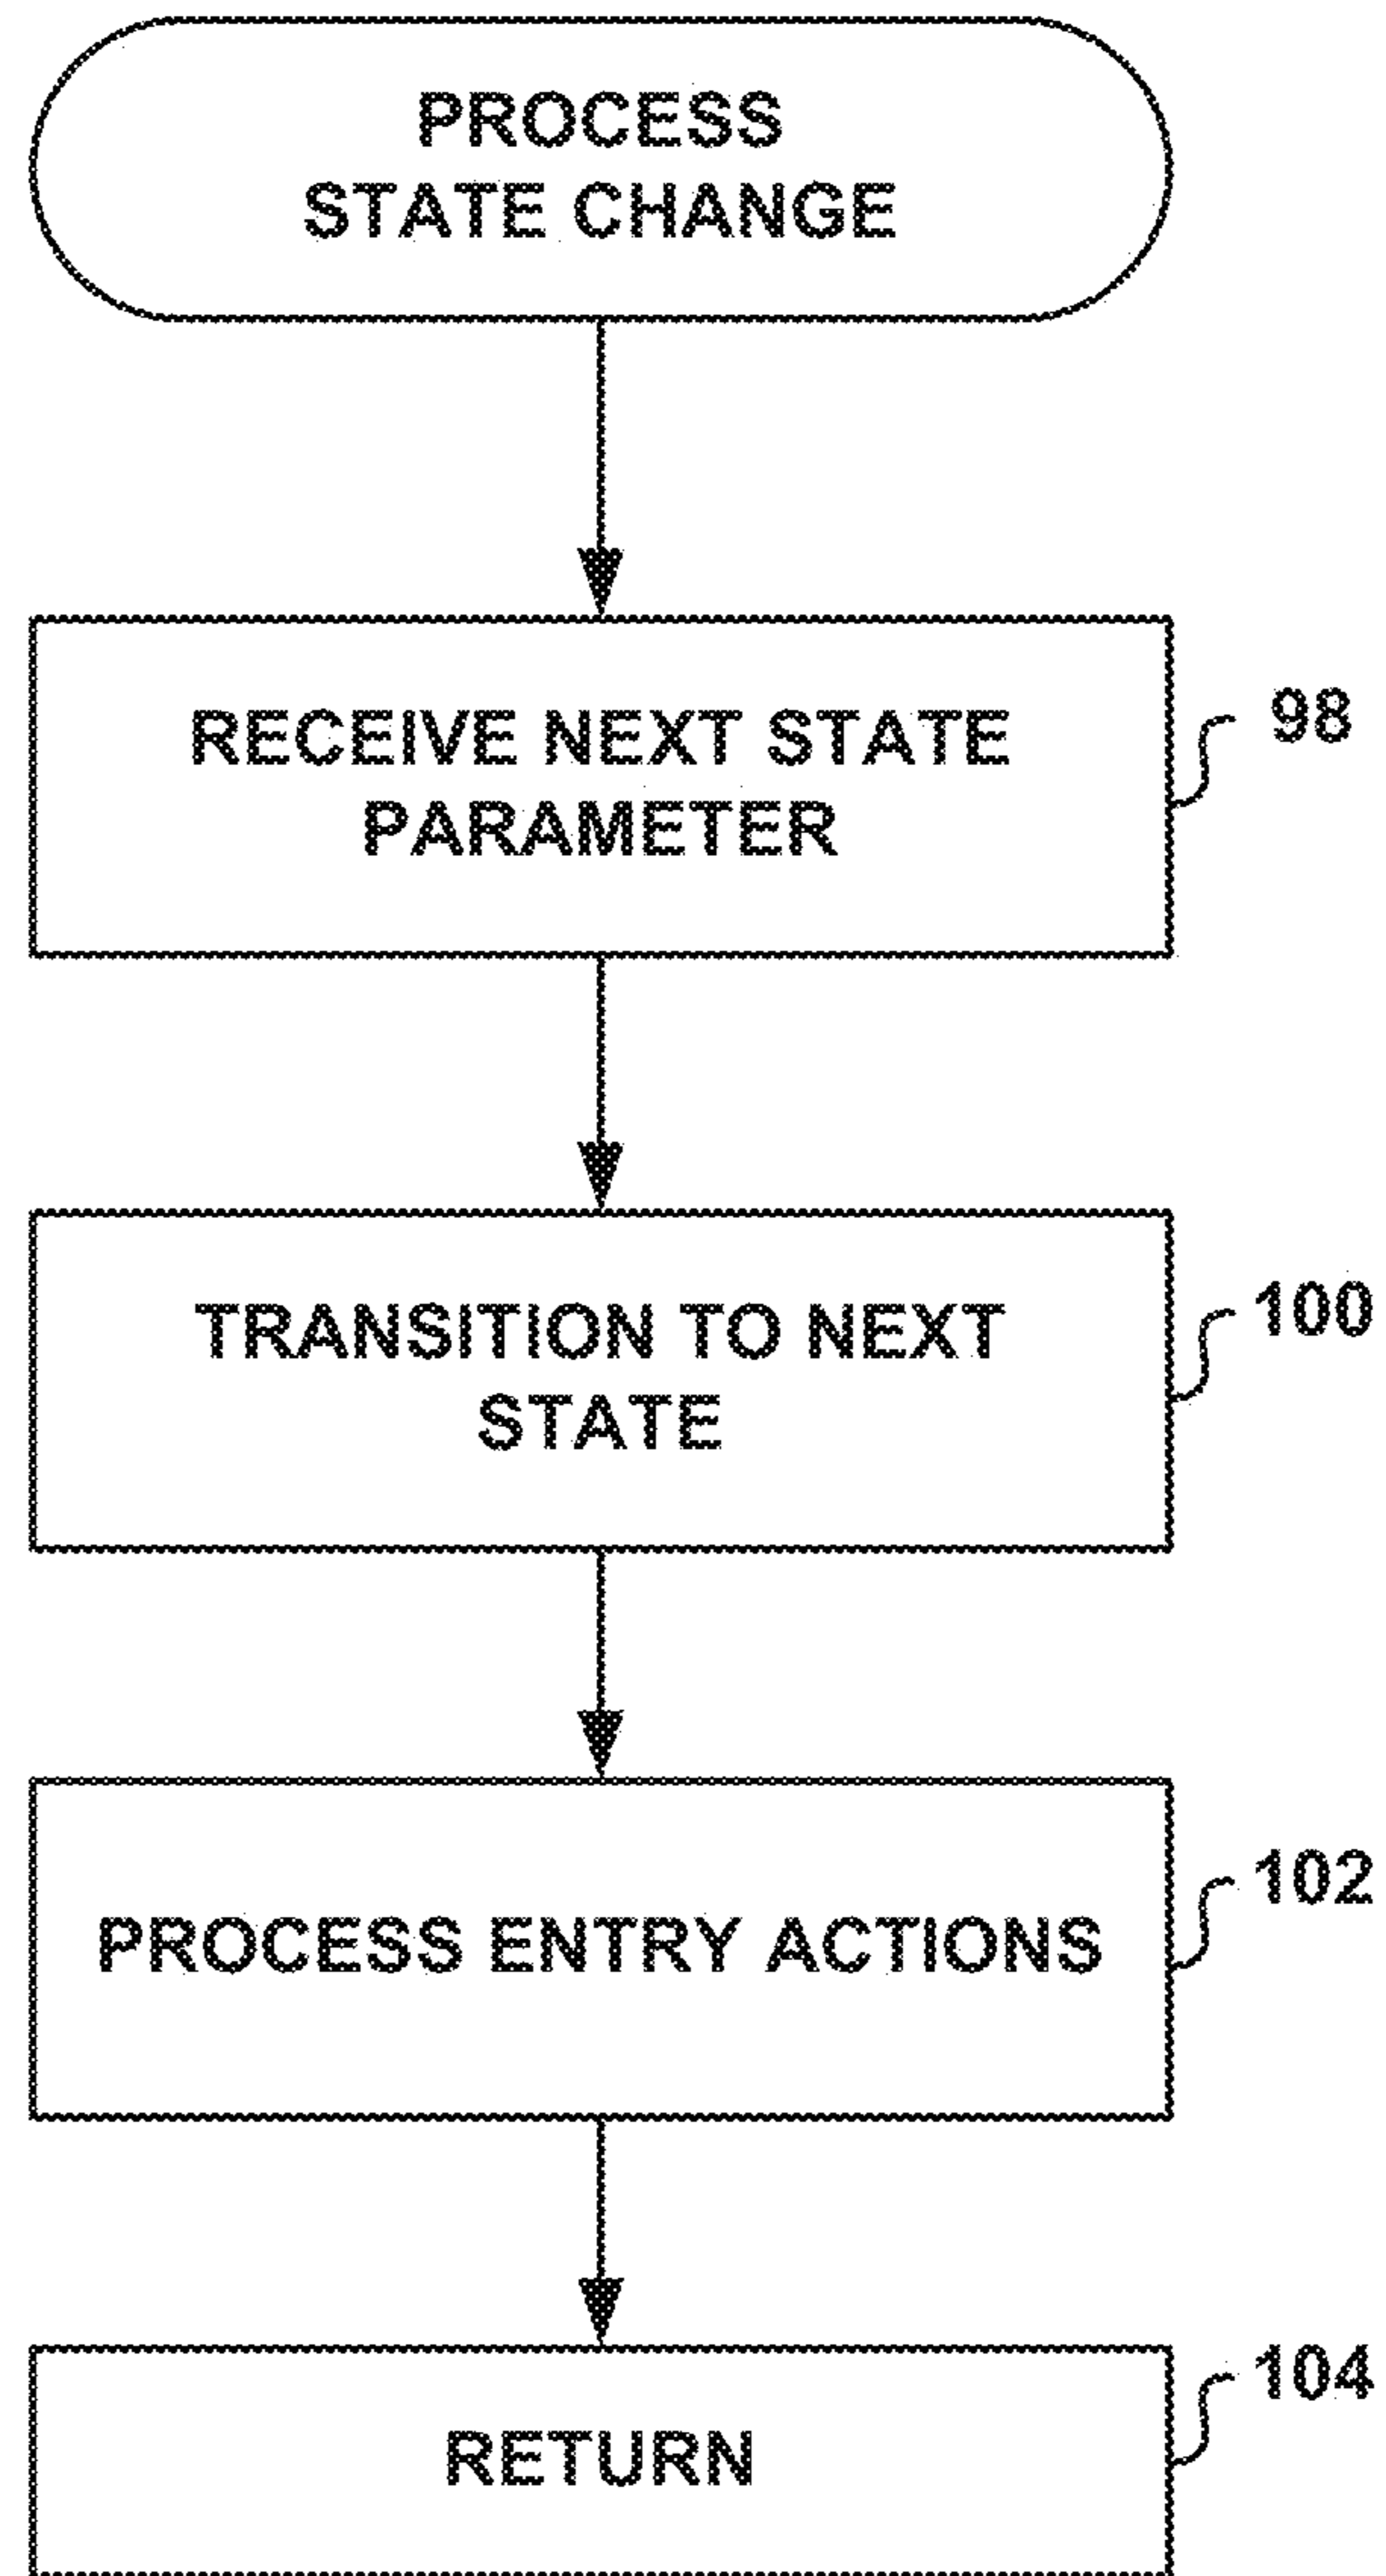 PROCESS
STATE CHANGE
RECEIVE NEXT STATE
PARAMETER
98
TRANSITION TO NEXT
STATE
100
PROCESS ENTRY ACTIONS
102
RETURN
104